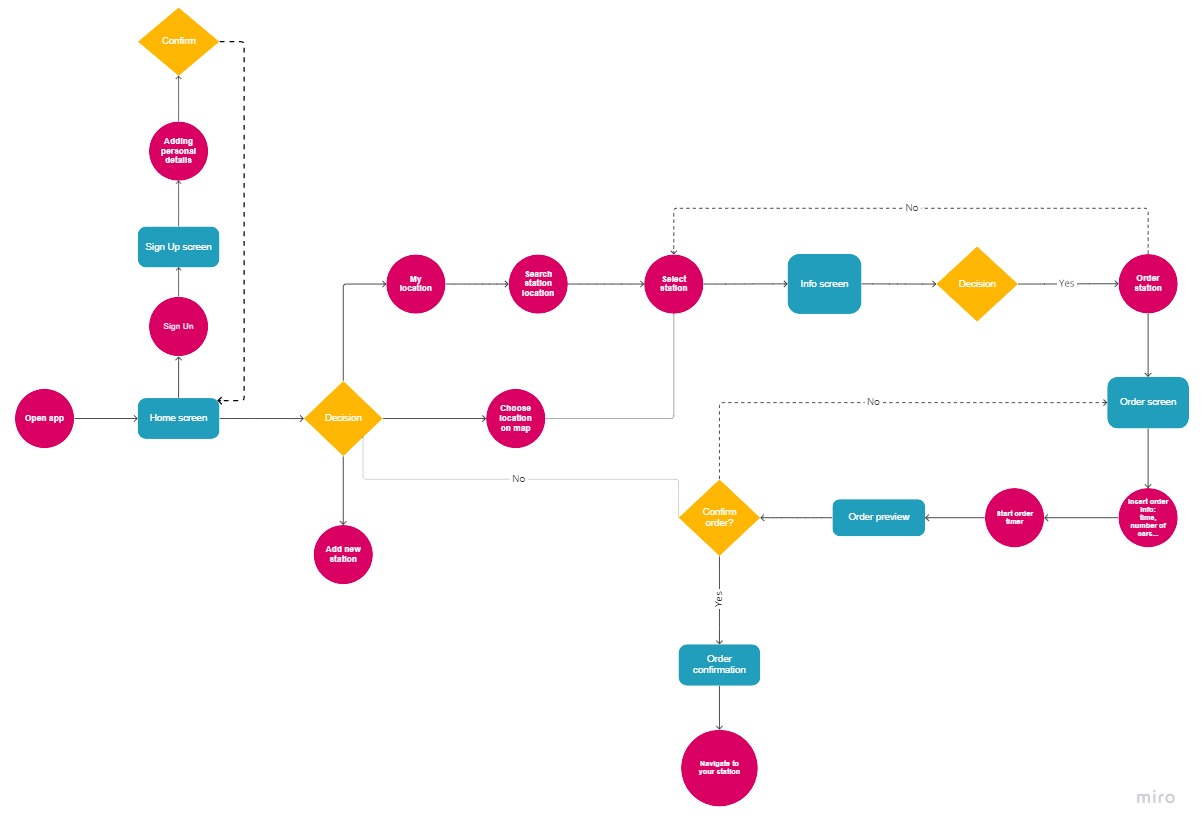 Confirm
Adding
personal
details
Sign Up screen
Sign Un
Open app
Home screen
Decision
My
location
Search
station
location
Select
station
No
Info screen
Decision
Yes
Order
station
Choose
location
on map
No
Order screen
No
Add new
station
Confirm
order?
Order preview
Start order
timer
Insert order
info:
time,
number of
cars...
Yes
Order
confirmation
Navigate to
your station
miro